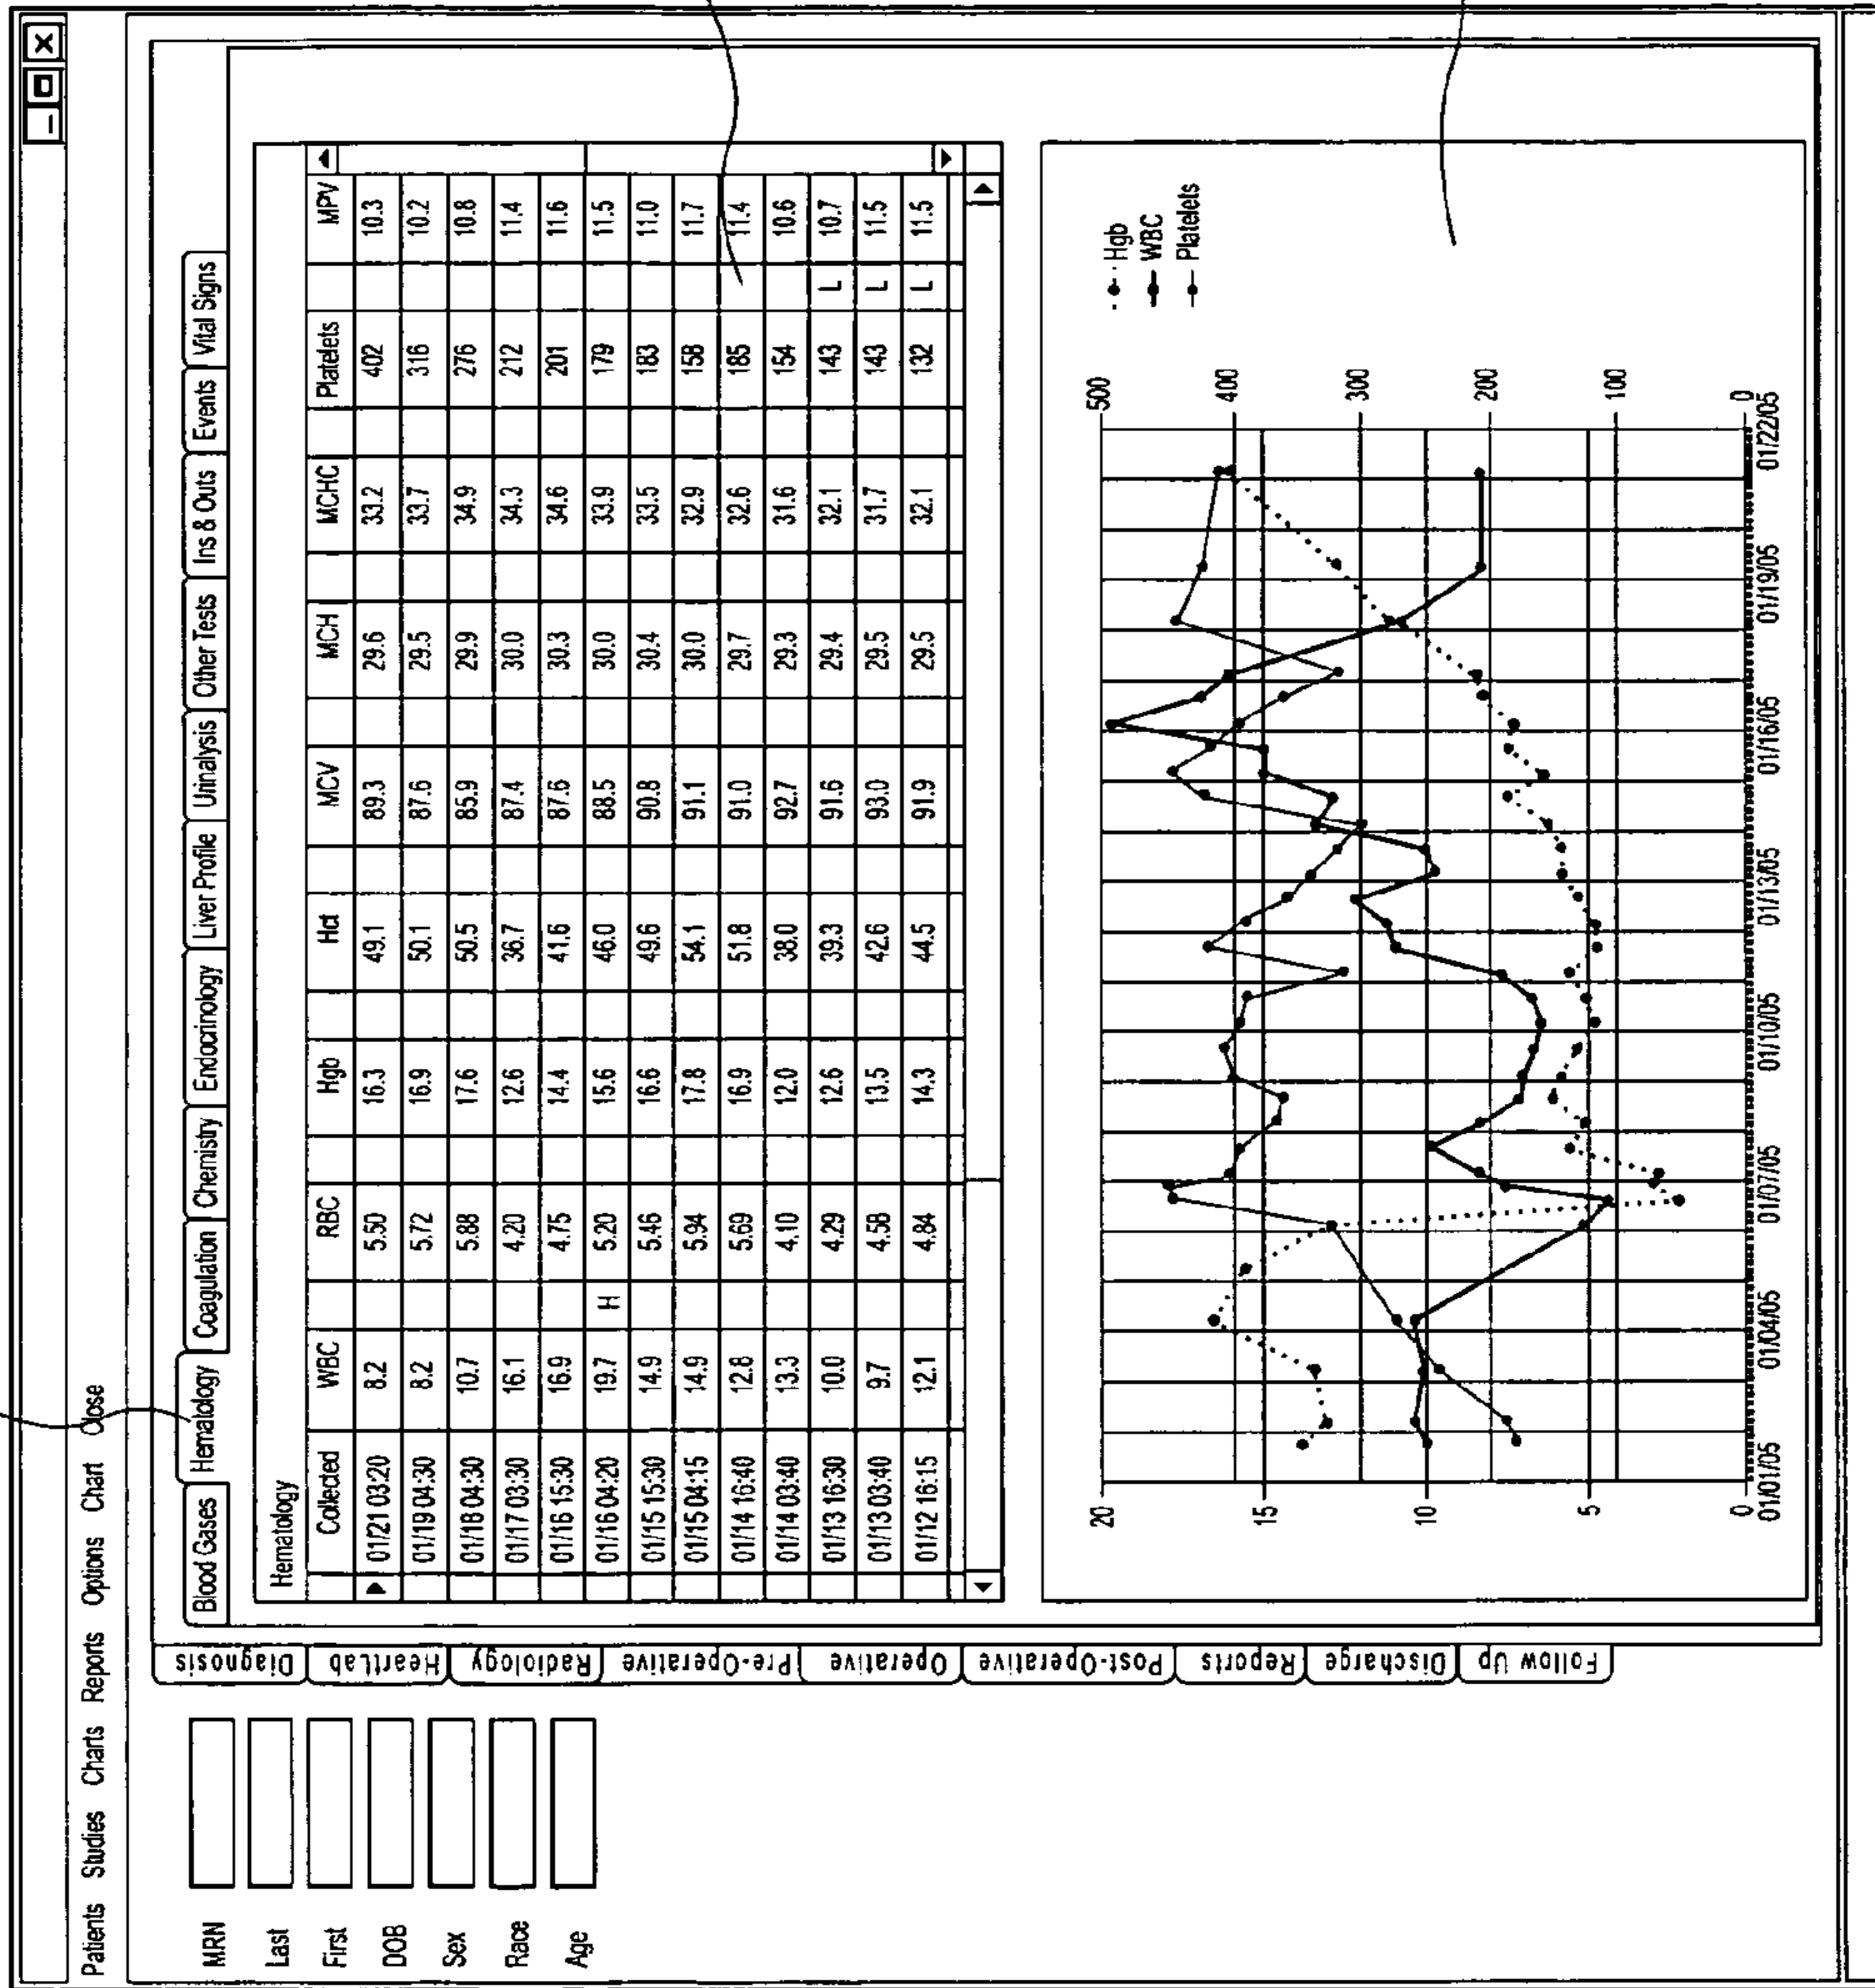 Patients Studies Charts Reports Options Chart Close
MRN
Last
First
DOB
Sex
Race
Age
Diagnosis
HeartLab
Radiology
Pre-Operative
Operative
Post-Operative
Reports
Discharge
Follow Up
Blood Gases Hematology Coagulation Chemistry Endocrinology Liver Profile Urinalysis Other Tests Ins & Outs Events Vital Signs
Hematology
Collected WBC RBC Hgb Hct MCV MCH MCHC Platelets MPV
01/21 03:20 8.2 5.50 16.3 49.1 89.3 29.6 33.2 402 10.3
01/19 04:30 8.2 5.72 16.9 50.1 87.6 29.5 33.7 316 10.2
01/18 04:30 10.7 5.88 17.6 50.5 85.9 29.9 34.9 276 10.8
01/17 03:30 16.1 4.20 12.6 36.7 87.4 30.0 34.3 212 11.4
01/16 15:30 16.9 4.75 14.4 41.6 87.6 30.3 34.6 201 11.6
01/16 04:20 19.7 H 5.20 15.6 46.0 88.5 30.0 33.9 179 11.5
01/15 15:30 14.9 5.46 16.6 49.6 90.8 30.4 33.5 183 11.0
01/15 04:15 14.9 5.94 17.8 54.1 91.1 30.0 32.9 158 11.7
01/14 16:40 12.8 5.69 16.9 51.8 91.0 29.7 32.6 185 11.4
01/14 03:40 13.3 4.10 12.0 38.0 92.7 29.3 31.6 154 10.6
01/13 16:30 10.0 4.29 12.6 39.3 91.6 29.4 32.1 143 L 10.7
01/13 03:40 9.7 4.58 13.5 42.6 93.0 29.5 31.7 143 L 11.5
01/12 16:15 12.1 4.84 14.3 44.5 91.9 29.5 32.1 132 L 11.5
20
15
10
5
0
500
400
300
200
100
0
01/01/05 01/04/05 01/07/05 01/10/05 01/13/05 01/16/05 01/19/05 01/22/05
Hgb
WBC
Platelets